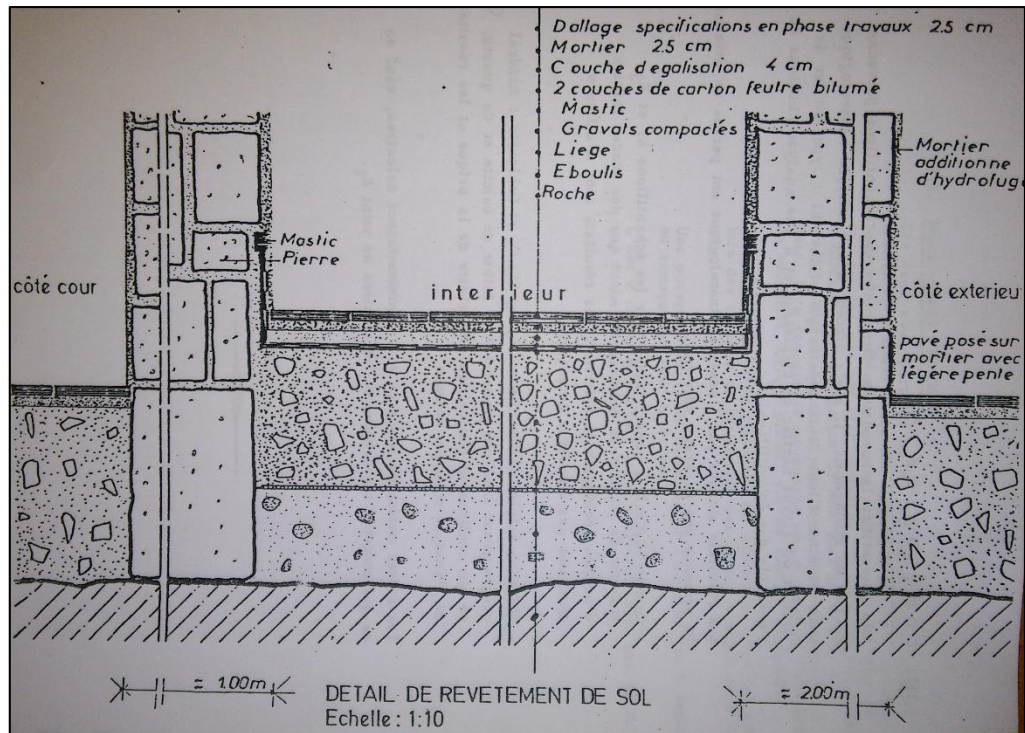 Dallage specifications en phase travaux 2.5 cm
Mortier 2.5 cm
Couche d'egalisation 4 cm
2 couches de carton feutre bitumé
Mastic
Gravats compactés
Liege
Eboulis
Roche
Mortier
additionne
d'hydrofuge
Mastic
Pierre
côté cour
interieur
côté exterieur
pavé posé sur
mortier avec
légère pente
≈ 1.00m
DETAIL DE REVETEMENT DE SOL
Echelle : 1:10
≈ 2.00m